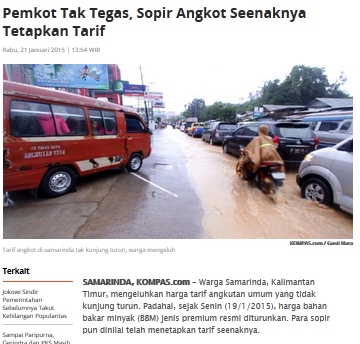 Pemkot Tak Tegas, Sopir Angkot Seenaknya
Tetapkan Tarif
Rabu, 21 Januari 2015 | 13:54 WIB
KOMPAS.com / Gusti Nara
Tarif angkot di samarinda tak kunjung turun, warga mengeluh
Terkait
Jokowi Sindir
Pemerintahan
Sebelumnya Takut
Kehilangan Popularitas
Sampai Paripurna,
Gerindra dan PKS Masih
SAMARINDA, KOMPAS.com – Warga Samarinda, Kalimantan
Timur, mengeluhkan harga tarif angkutan umum yang tidak
kunjung turun. Padahal, sejak Senin (19/1/2015), harga bahan
bakar minyak (BBM) jenis premium resmi diturunkan. Para sopir
pun dinilai telah menetapkan tarif seenaknya.